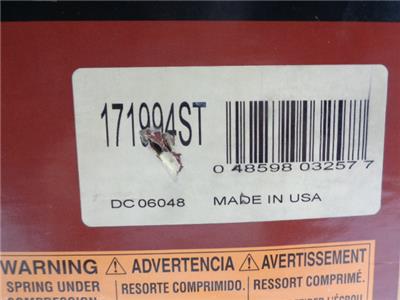 171994ST
0 48598 03257 7
DC 06048 MADE IN USA
WARNING ⚠ ADVERTENCIA ⚠ AVERTISSEMENT
SPRING UNDER RESORTE COMPRIMIDO. RESSORT COMPRIMÉ.
COMPRESSION